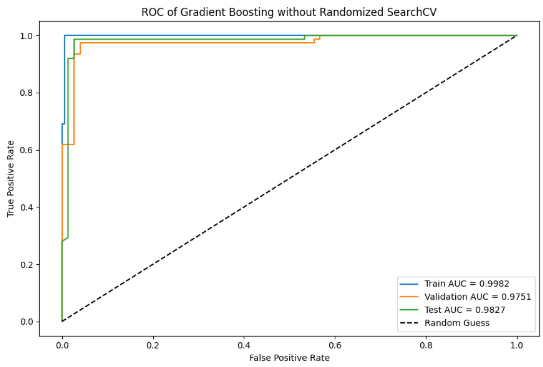 ROC of Gradient Boosting without Randomized SearchCV
True Positive Rate
1.0
0.8
0.6
0.4
0.2
0.0
Train AUC = 0.9982
Validation AUC = 0.9751
Test AUC = 0.9827
Random Guess
0.0 0.2 0.4 0.6 0.8 1.0
False Positive Rate